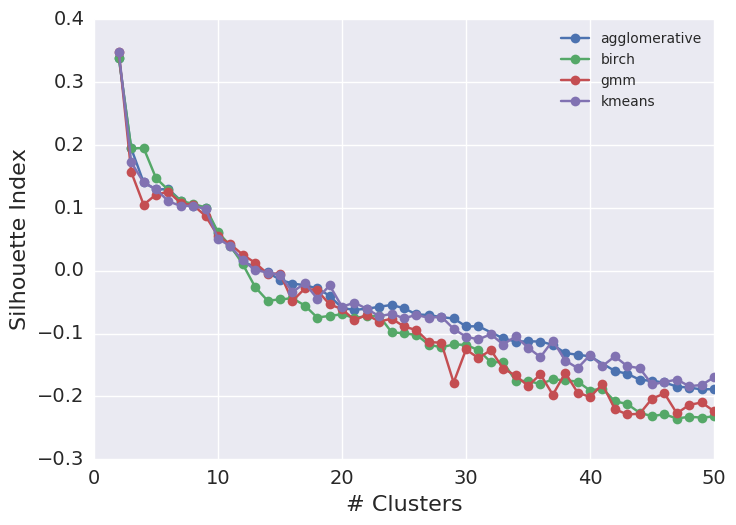 0.4
0.3
0.2
0.1
0.0
−0.1
−0.2
−0.3
Silhouette Index
0 10 20 30 40 50
# Clusters
agglomerative
birch
gmm
kmeans